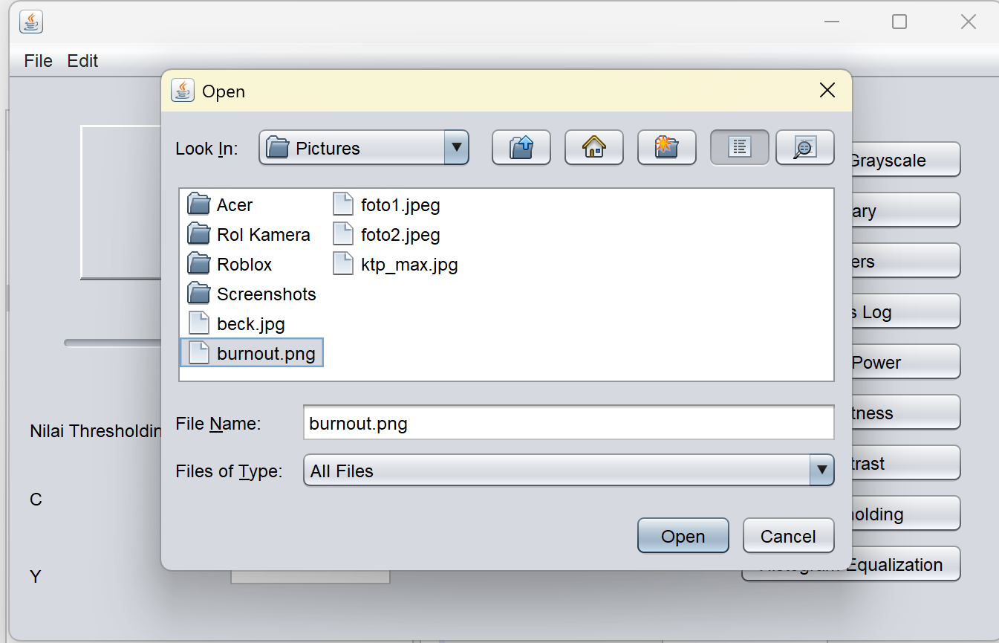 File Edit
Open
Look In: Pictures
Acer
Rol Kamera
Roblox
Screenshots
beck.jpg
burnout.png
foto1.jpeg
foto2.jpeg
ktp_max.jpg
File Name: burnout.png
Files of Type: All Files
Open Cancel
Grayscale
ary
ers
s Log
Power
tness
trast
olding
Histogram Equalization
Nilai Thresholdin
C
Y